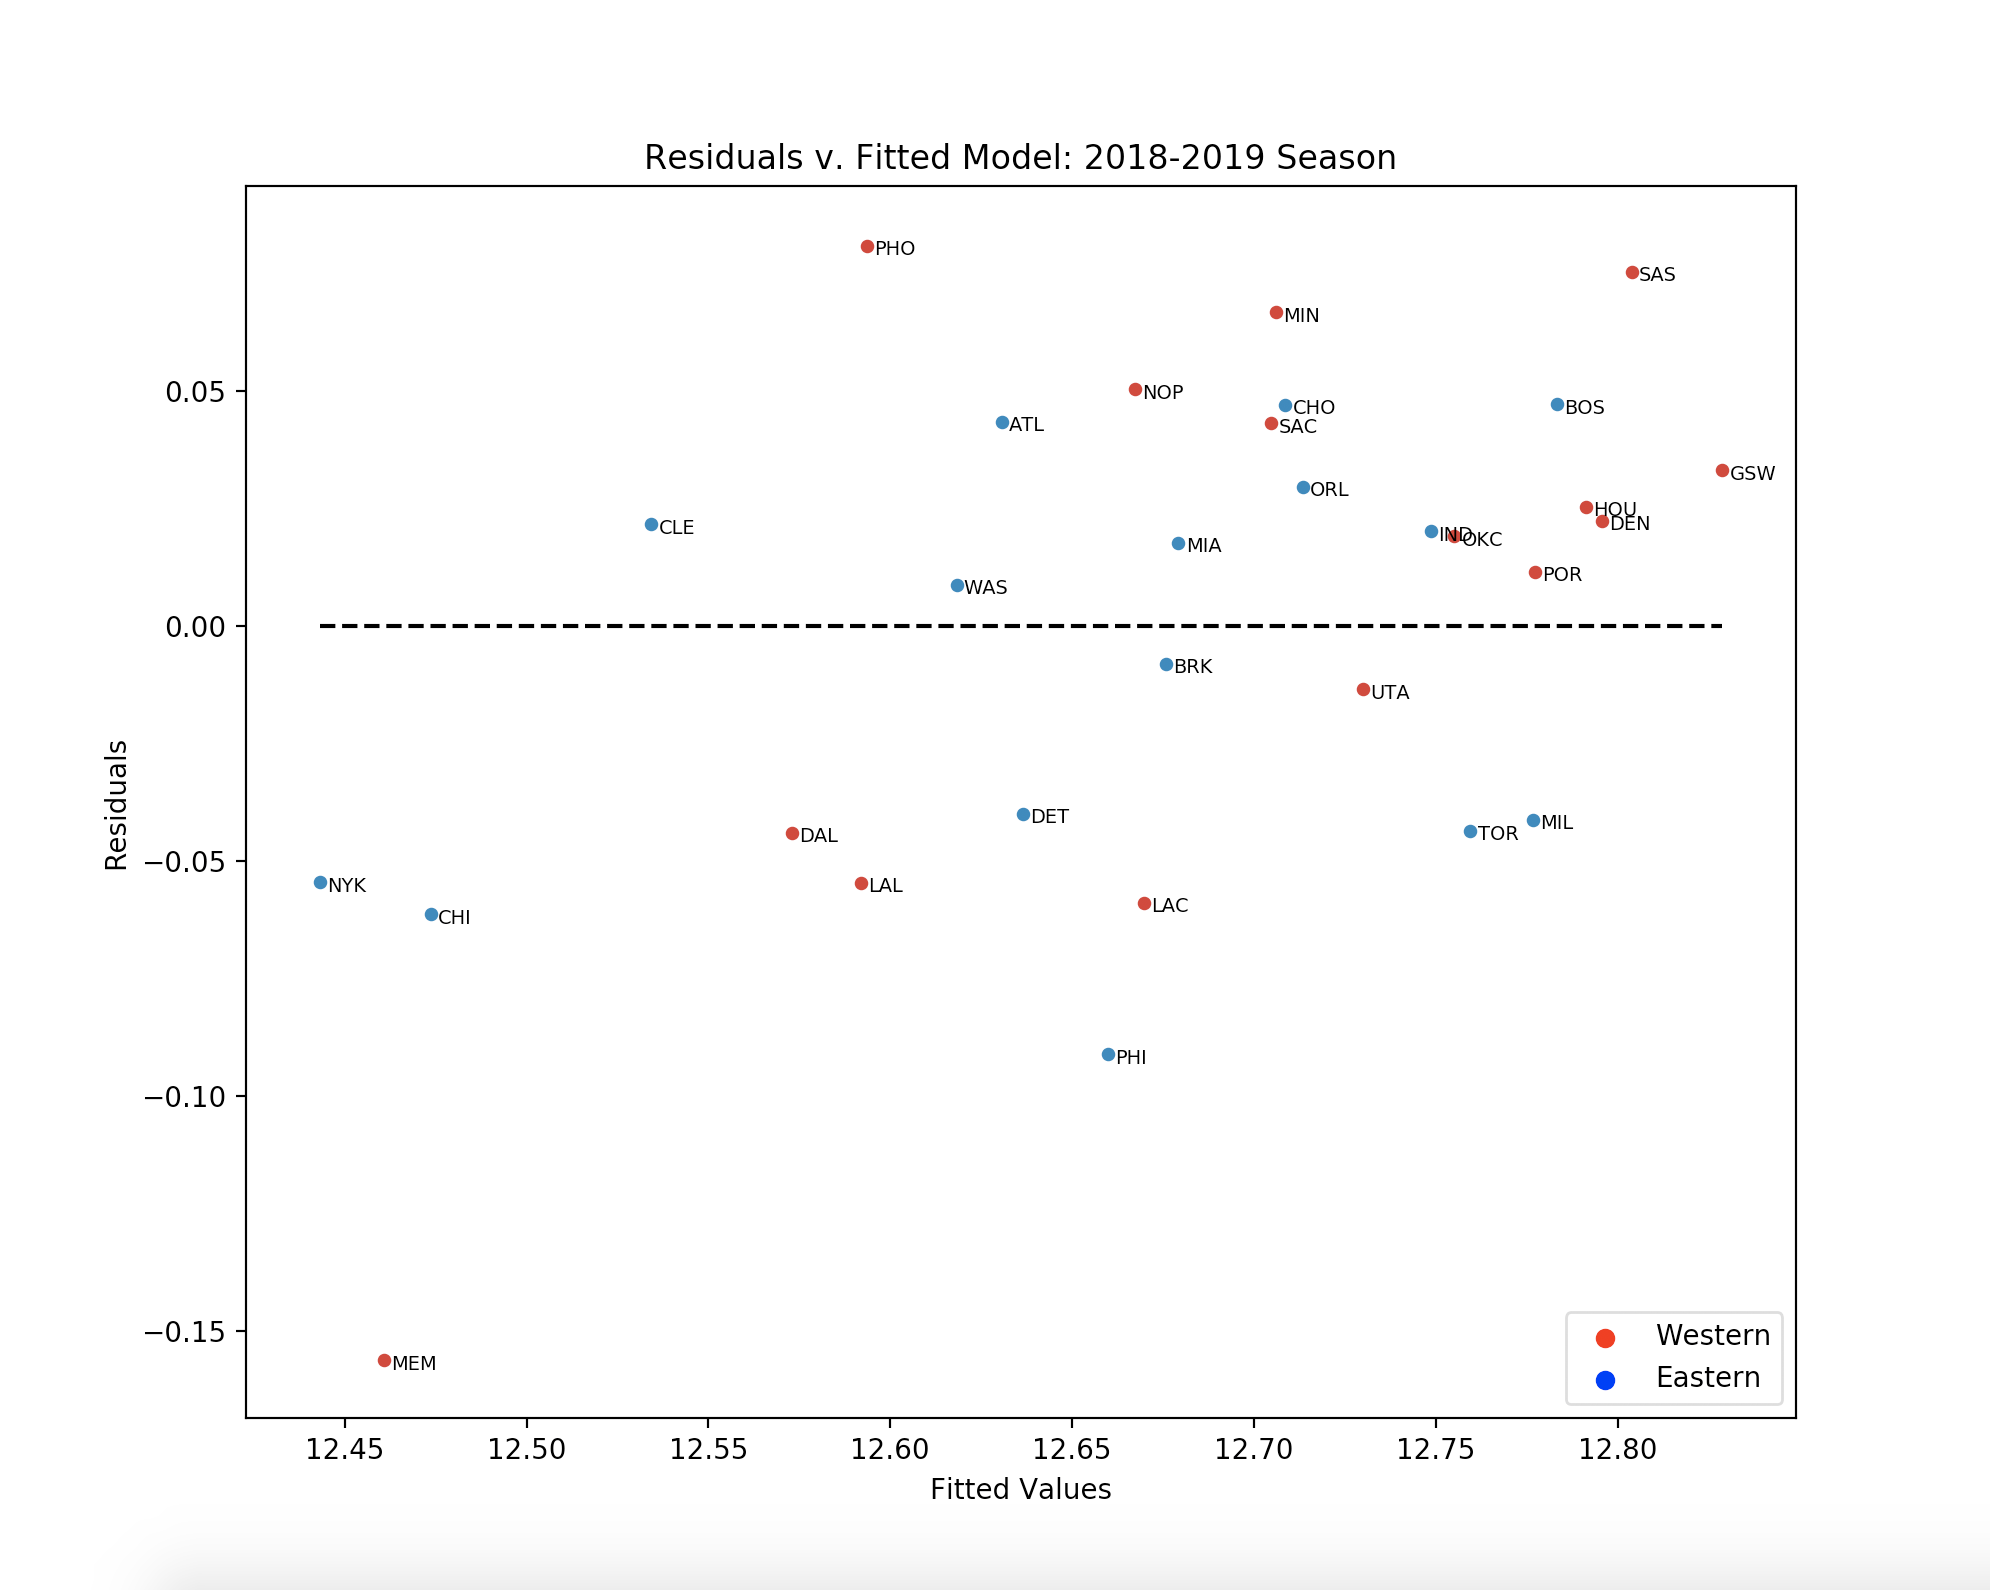 Residuals v. Fitted Model: 2018-2019 Season
PHO
SAS
MIN
0.05
NOP
CHO
BOS
ATL
SAC
GSW
ORL
HOU
DEN
CLE
IND
OKC
MIA
POR
WAS
0.00
BRK
UTA
Residuals
DET
MIL
DAL
TOR
−0.05
NYK
LAL
LAC
CHI
PHI
−0.10
−0.15
MEM
Western
Eastern
12.45 12.50 12.55 12.60 12.65 12.70 12.75 12.80
Fitted Values